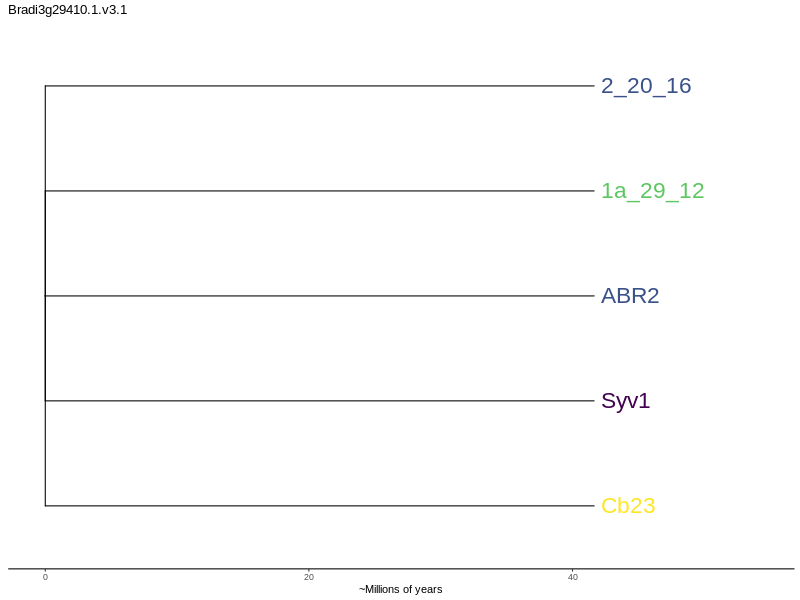 Bradi3g29410.1.v3.1
2_20_16
1a_29_12
ABR2
Syv1
Cb23
0 20 40
~Millions of years